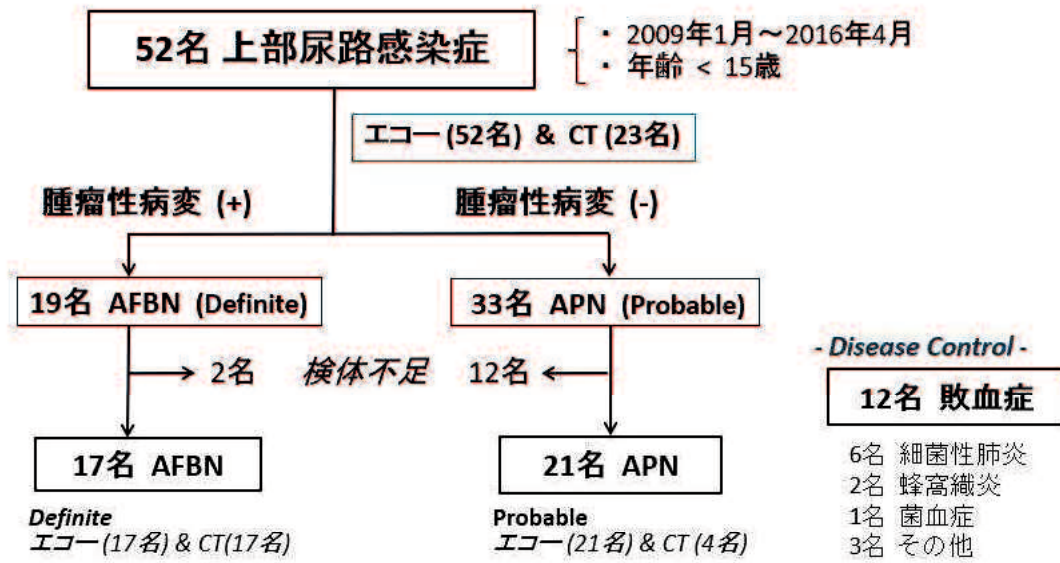 52名 上部尿路感染症
・ 2009年1月～2016年4月
・ 年齢 < 15歳
エコー (52名) & CT (23名)
腫瘤性病変 (+)
腫瘤性病変 (-)
19名 AFBN (Definite)
33名 APN (Probable)
2名
検体不足
12名
17名 AFBN
21名 APN
Definite
エコー (17名) & CT(17名)
Probable
エコー (21名) & CT (4名)
- Disease Control -
12名 敗血症
6名 細菌性肺炎
2名 蜂窩織炎
1名 菌血症
3名 その他